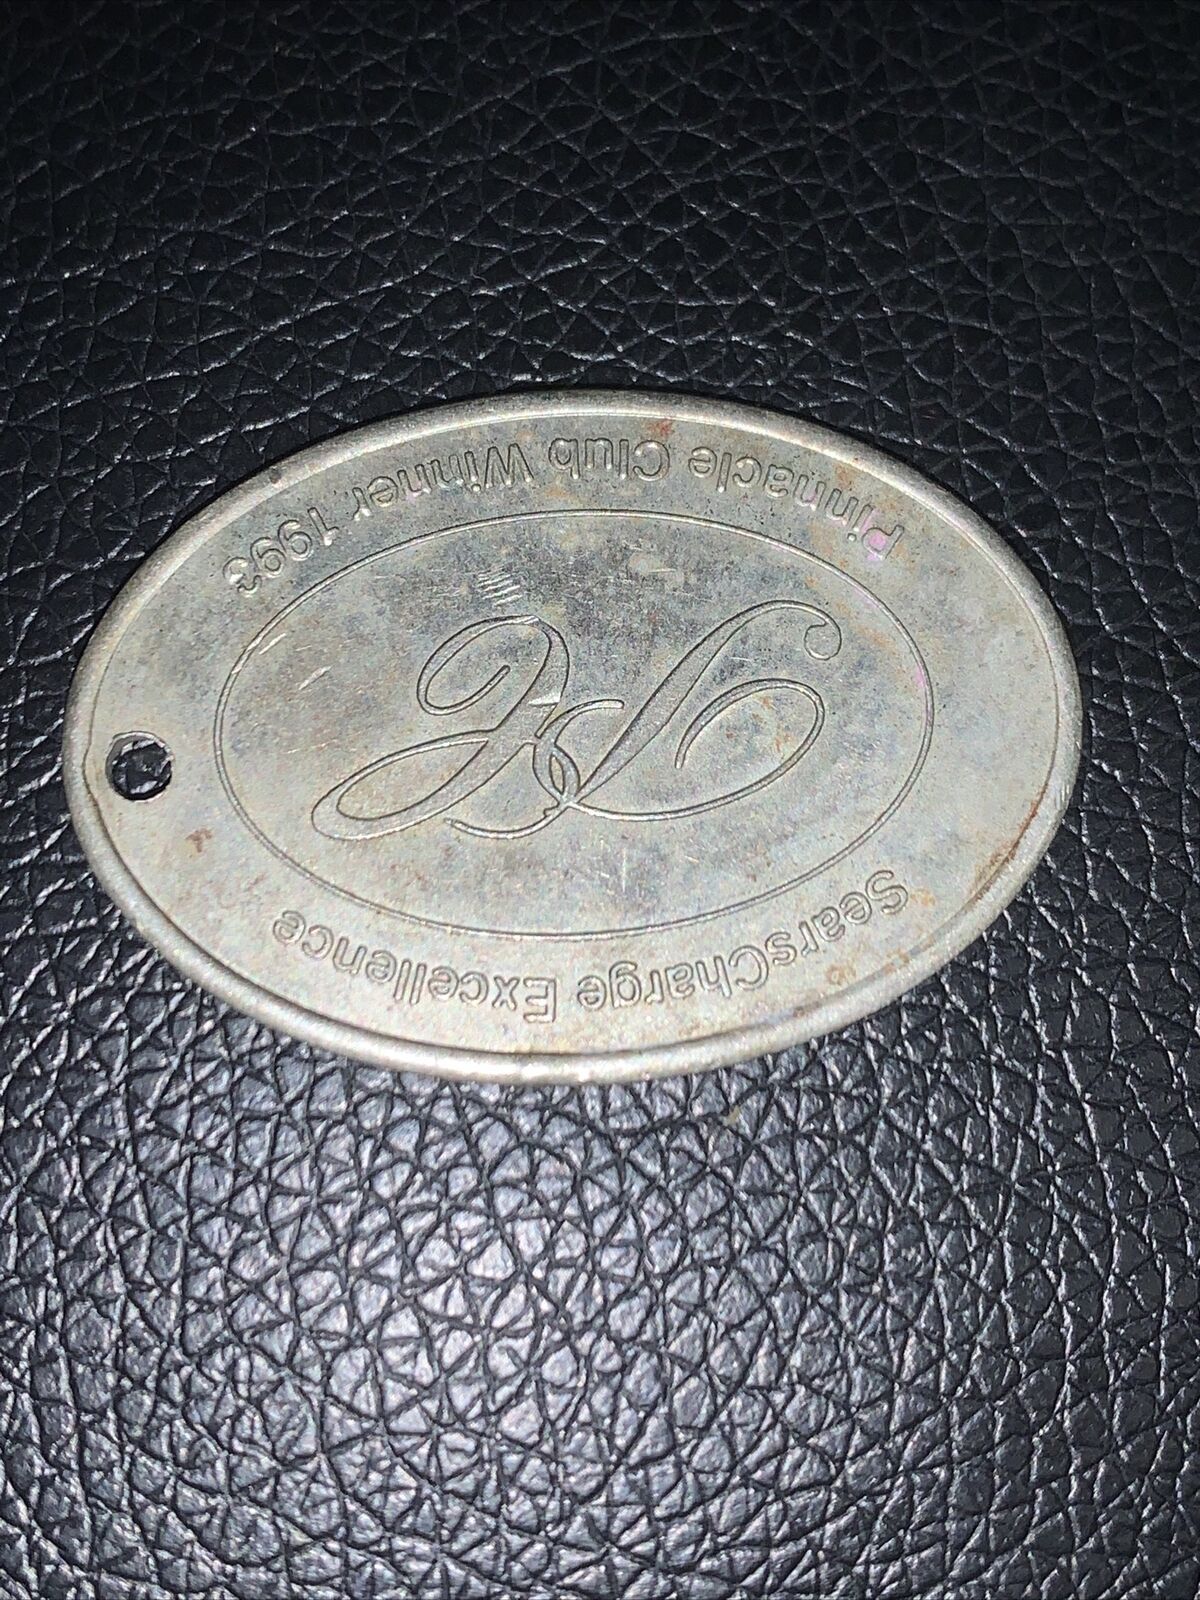 SearsCharge Excellence
Pinnacle Club Winner 1993